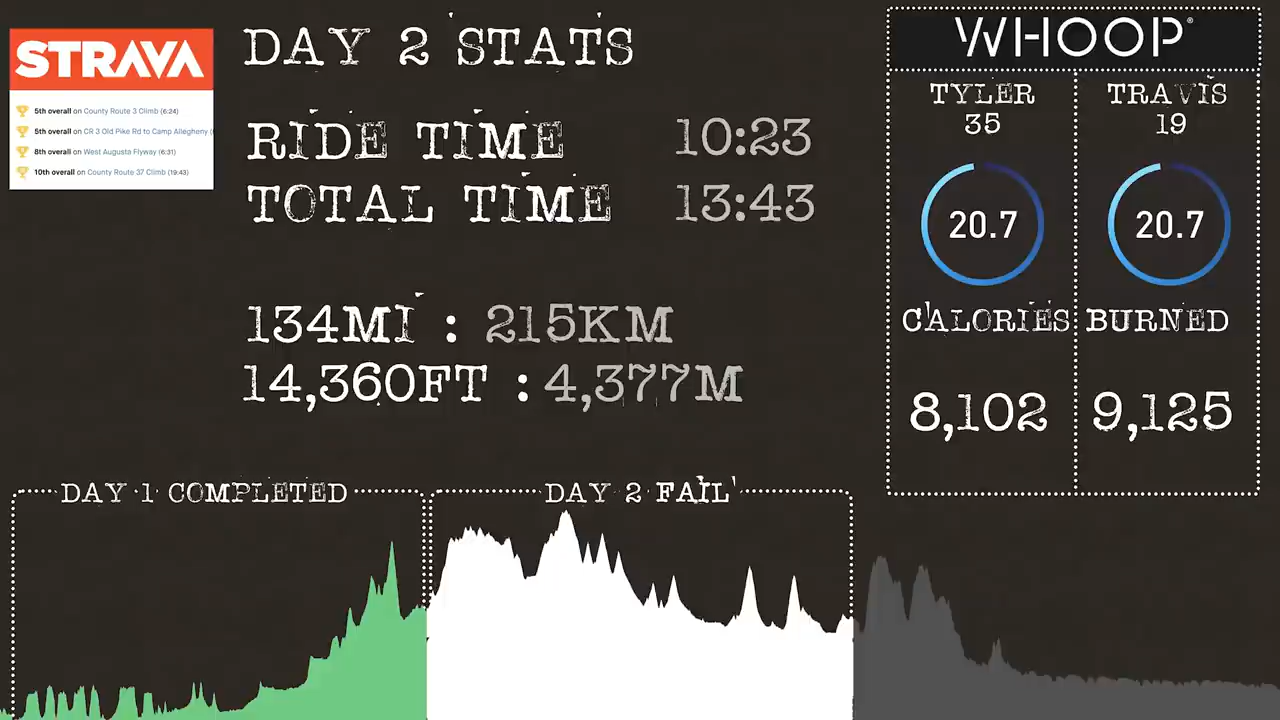 STRAVA
5th overall on County Route 3 Climb (6:24)
5th overall on CR 3 Old Pike Rd to Camp Allegheny (
8th overall on West Augusta Flyway (6:31)
10th overall on County Route 37 Climb (19:43)
DAY 2 STATS
RIDE TIME 10:23
TOTAL TIME 13:43
134MI : 215KM
14,360FT : 4,377M
WHOOP®
TYLER TRAVIS
35 19
20.7 20.7
CALORIES BURNED
8,102 9,125
DAY 1 COMPLETED
DAY 2 FAIL